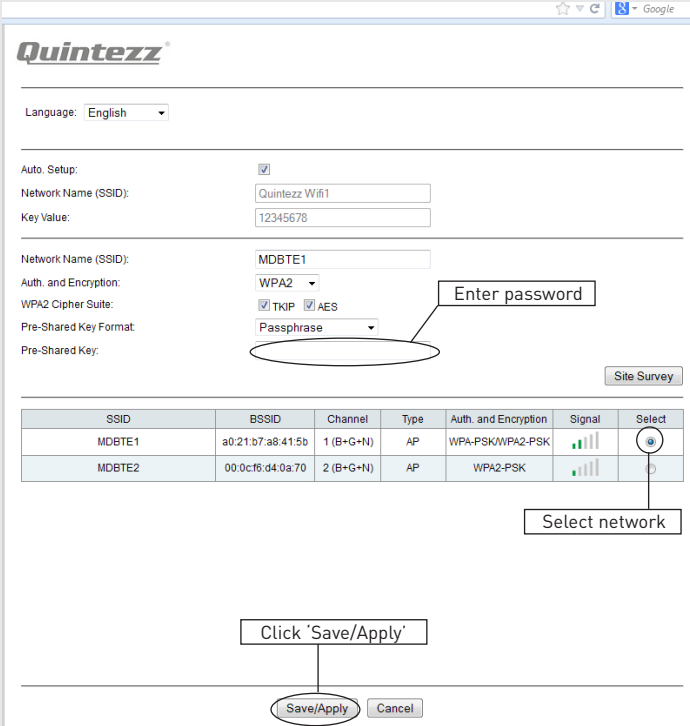 Google
Quintezz®
Language: English
Auto. Setup:
Network Name (SSID): Quintezz Wifi1
Key Value: 12345678
Network Name (SSID): MDBTE1
Auth. and Encryption: WPA2
WPA2 Cipher Suite: TKIP AES
Enter password
Pre-Shared Key Format: Passphrase
Pre-Shared Key:
Site Survey
SSID BSSID Channel Type Auth. and Encryption Signal Select
MDBTE1 a0:21:b7:a8:41:5b 1 (B+G+N) AP WPA-PSK/WPA2-PSK
MDBTE2 00:0c:f6:d4:0a:70 2 (B+G+N) AP WPA2-PSK
Select network
Click 'Save/Apply'
Save/Apply Cancel